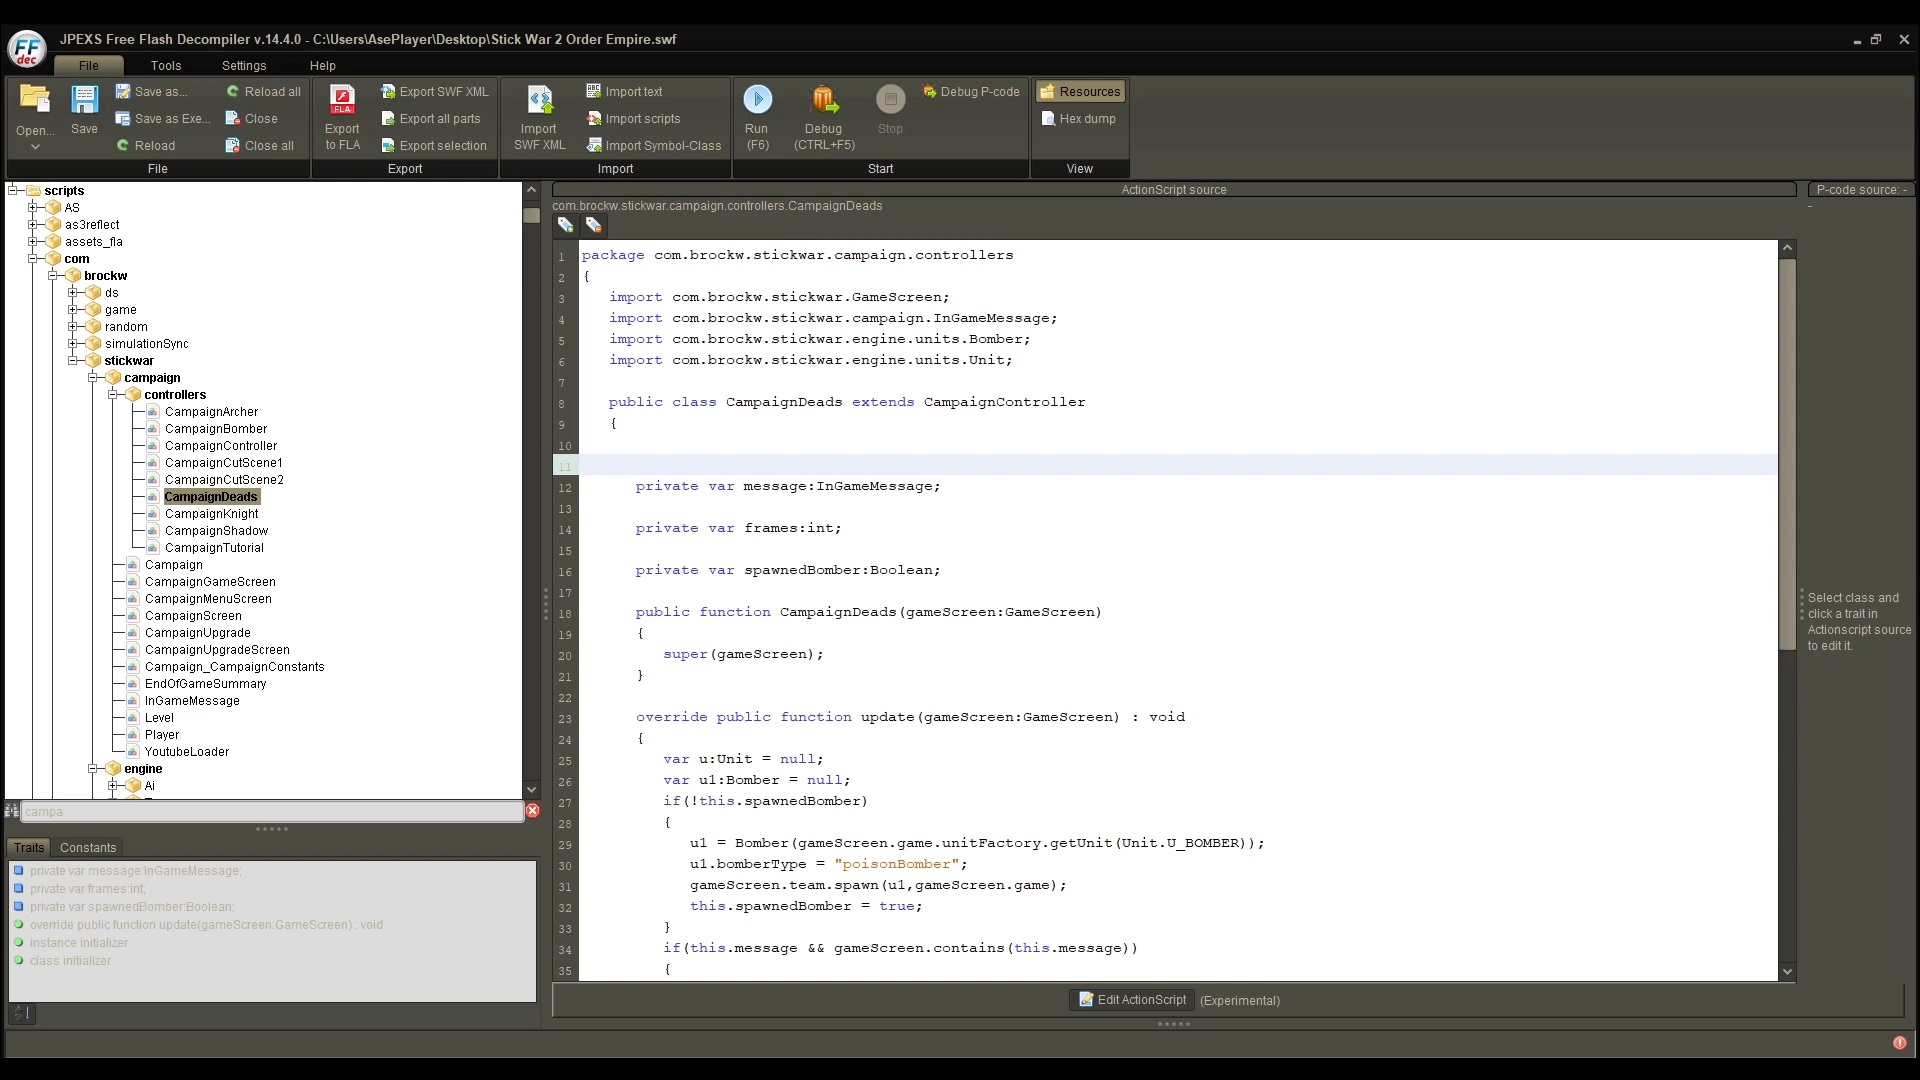 FF
dec
JPEXS Free Flash Decompiler v.14.4.0 - C:\Users\AsePlayer\Desktop\Stick War 2 Order Empire.swf
File
Tools
Settings
Help
Open...
Save
Save as...
Save as Exe...
Reload
Reload all
Close
Close all
File
FLA
Export
to FLA
Export SWF XML
Export all parts
Export selection
Export
Import
SWF XML
Import text
Import scripts
Import Symbol-Class
Import
Run
(F6)
Debug
(CTRL+F5)
Stop
Debug P-code
Start
Resources
Hex dump
View
scripts
AS
as3reflect
assets_fla
com
brockw
ds
game
random
simulationSync
stickwar
campaign
controllers
CampaignArcher
CampaignBomber
CampaignController
CampaignCutScene1
CampaignCutScene2
CampaignDeads
CampaignKnight
CampaignShadow
CampaignTutorial
Campaign
CampaignGameScreen
CampaignMenuScreen
CampaignScreen
CampaignUpgrade
CampaignUpgradeScreen
Campaign_CampaignConstants
EndOfGameSummary
InGameMessage
Level
Player
YoutubeLoader
engine
Ai
campa
Traits
Constants
private var message:InGameMessage;
private var frames:int;
private var spawnedBomber:Boolean;
override public function update(gameScreen:GameScreen) : void
instance initializer
class initializer
ActionScript source
com.brockw.stickwar.campaign.controllers.CampaignDeads
1 package com.brockw.stickwar.campaign.controllers
2 {
3 import com.brockw.stickwar.GameScreen;
4 import com.brockw.stickwar.campaign.InGameMessage;
5 import com.brockw.stickwar.engine.units.Bomber;
6 import com.brockw.stickwar.engine.units.Unit;
7
8 public class CampaignDeads extends CampaignController
9 {
10
11
12 private var message:InGameMessage;
13
14 private var frames:int;
15
16 private var spawnedBomber:Boolean;
17
18 public function CampaignDeads(gameScreen:GameScreen)
19 {
20 super(gameScreen);
21 }
22
23 override public function update(gameScreen:GameScreen) : void
24 {
25 var u:Unit = null;
26 var u1:Bomber = null;
27 if(!this.spawnedBomber)
28 {
29 u1 = Bomber(gameScreen.game.unitFactory.getUnit(Unit.U_BOMBER));
30 u1.bomberType = "poisonBomber";
31 gameScreen.team.spawn(u1,gameScreen.game);
32 this.spawnedBomber = true;
33 }
34 if(this.message && gameScreen.contains(this.message))
35 {
Edit ActionScript
(Experimental)
P-code source: -
-
Select class and
click a trait in
Actionscript source
to edit it.